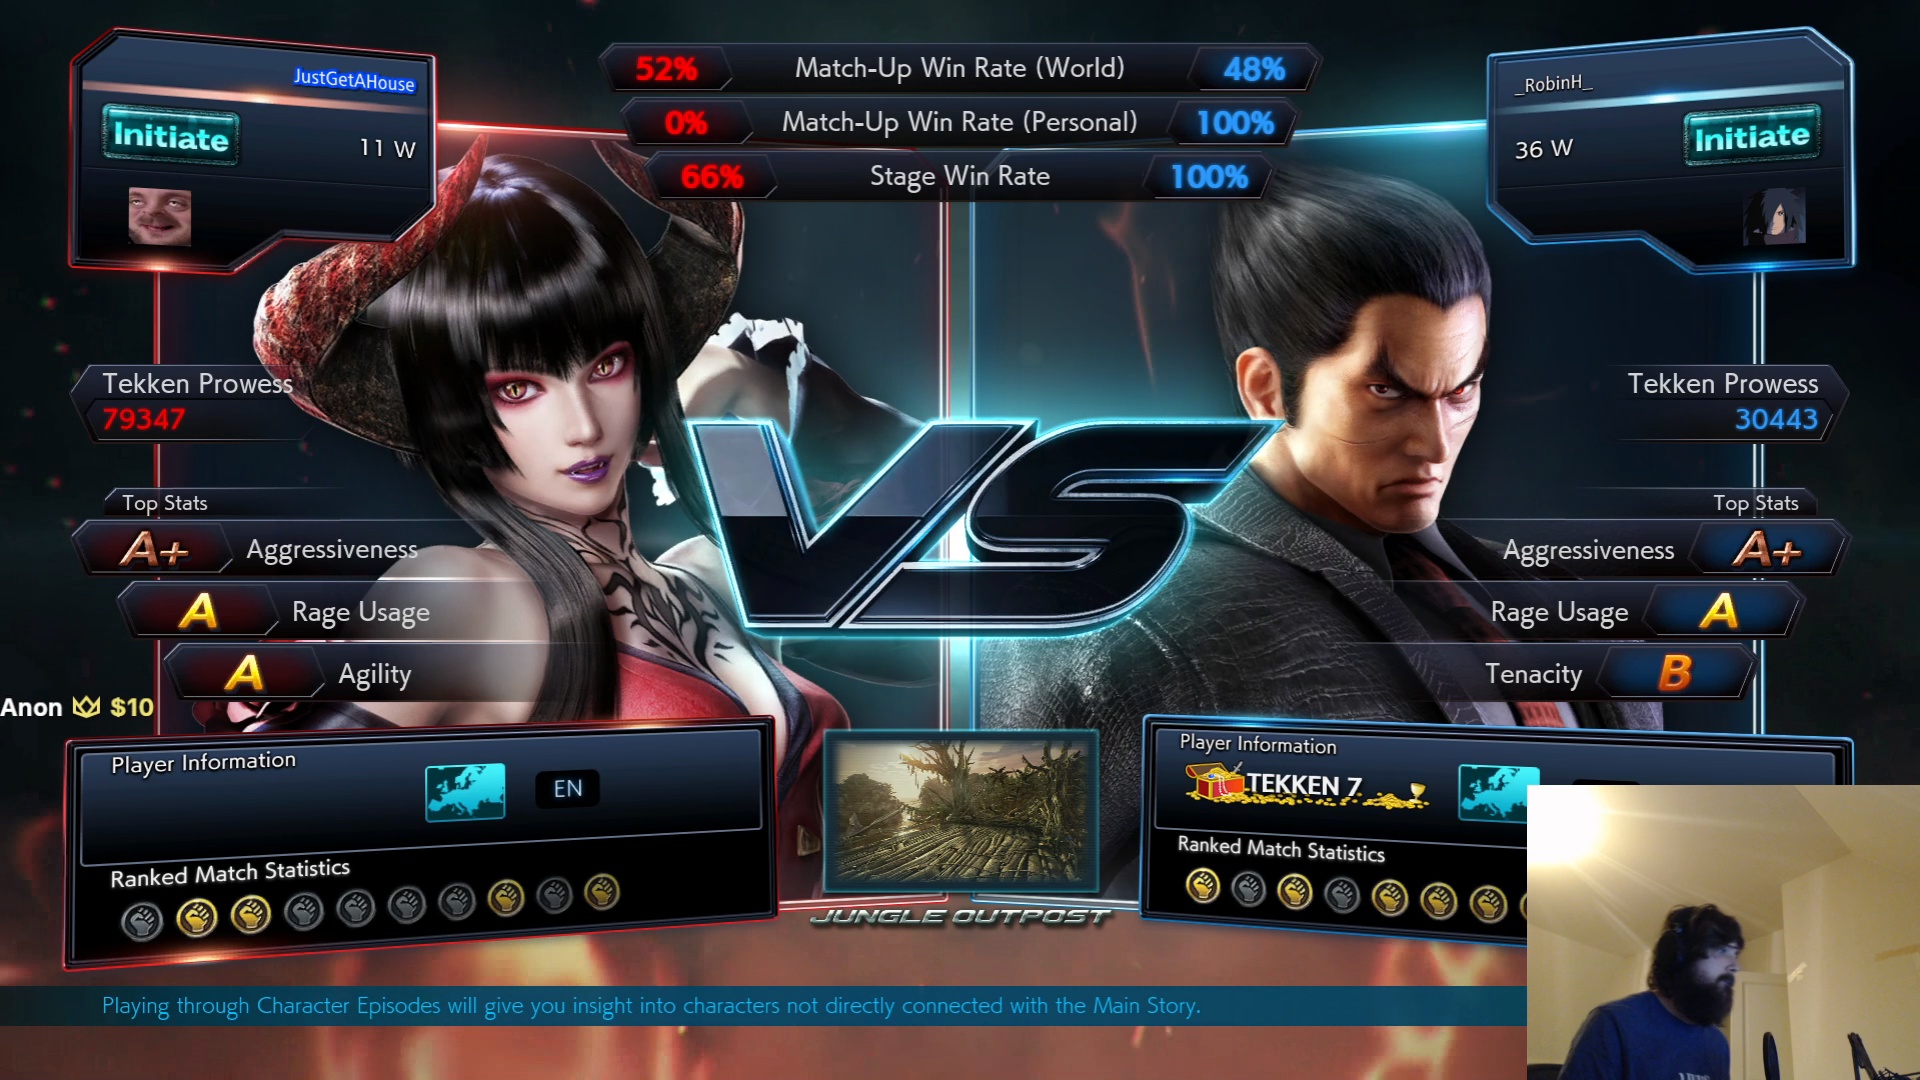 JustGetAHouse
Initiate
11 W
52% Match-Up Win Rate (World) 48%
0% Match-Up Win Rate (Personal) 100%
66% Stage Win Rate 100%
_RobinH_
36 W
Initiate
Tekken Prowess
79347
Top Stats
A+ Aggressiveness
A Rage Usage
A Agility
VS
Tekken Prowess
30443
Top Stats
Aggressiveness A+
Rage Usage A
Tenacity B
Anon $10
Player Information
EN
Ranked Match Statistics
JUNGLE OUTPOST
Player Information
TEKKEN 7
Ranked Match Statistics
Playing through Character Episodes will give you insight into characters not directly connected with the Main Story.